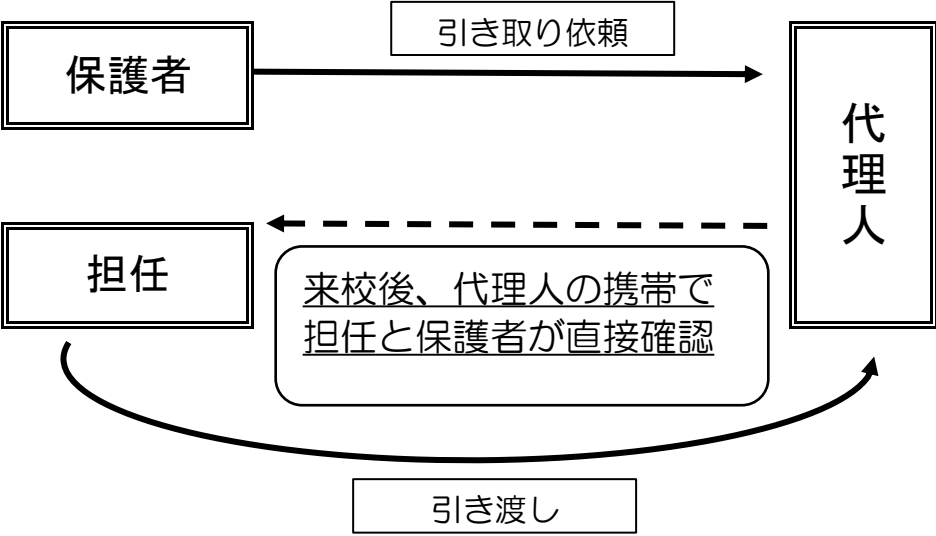 引き取り依頼
保護者
代理人
担任
来校後、代理人の携帯で
担任と保護者が直接確認
引き渡し